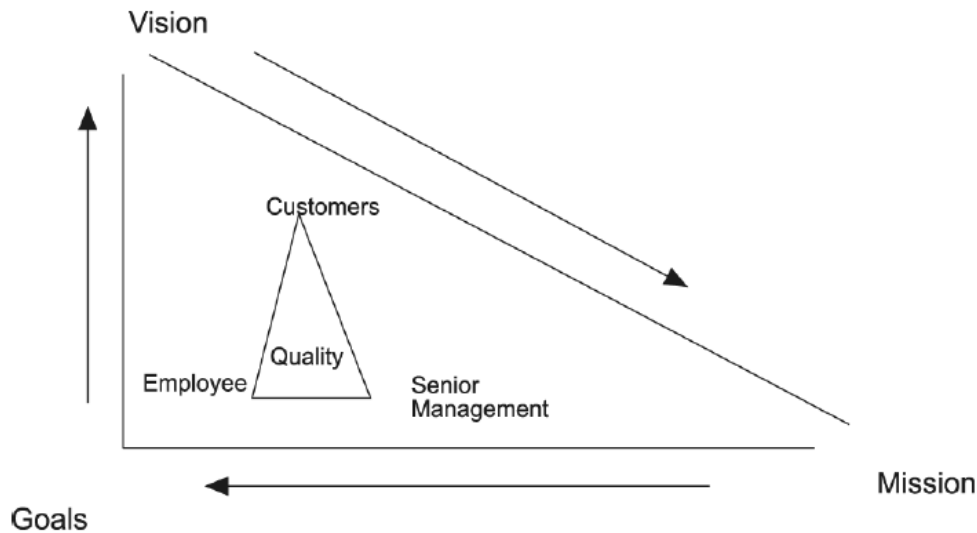 Vision
Customers
Quality
Employee
Senior
Management
Mission
Goals